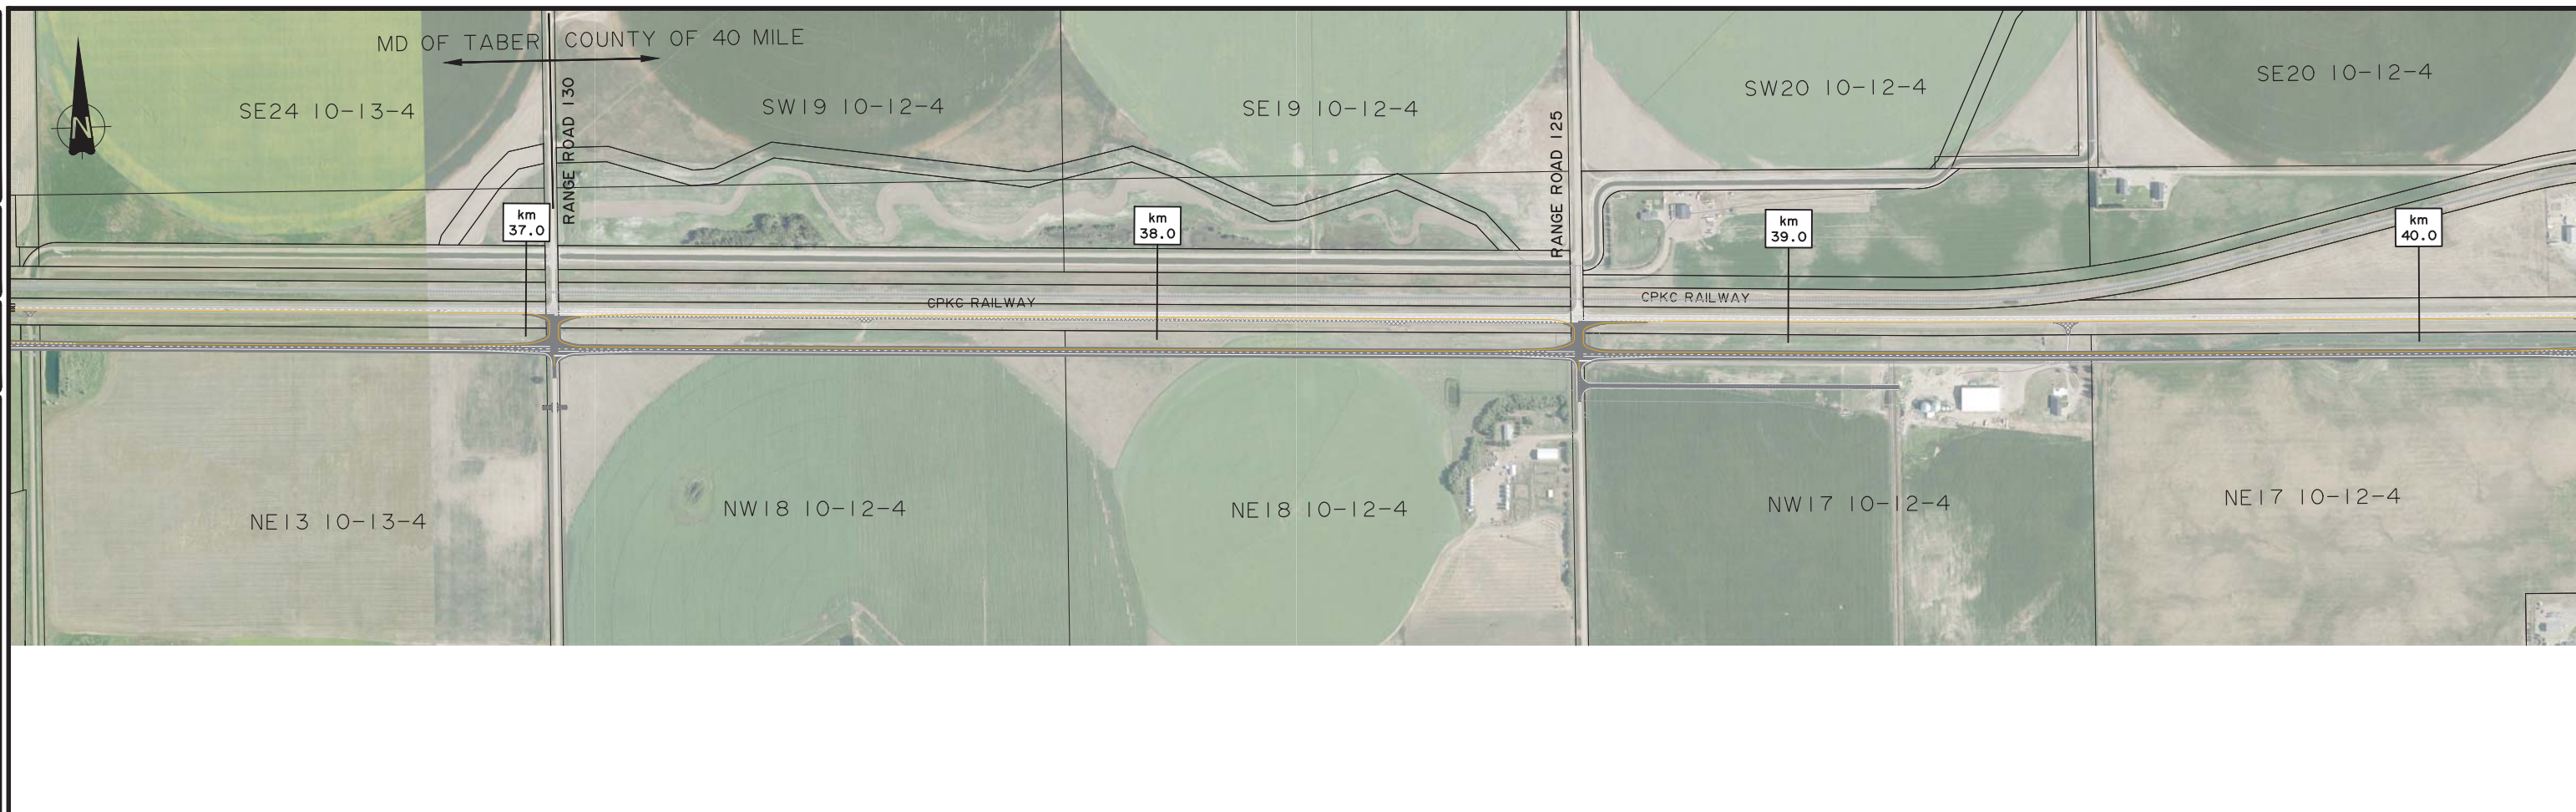 MD OF TABER COUNTY OF 40 MILE
N
SE24 10-13-4
RANGE ROAD 130
SW19 10-12-4
SE19 10-12-4
RANGE ROAD 125
SW20 10-12-4
SE20 10-12-4
km
37.0
km
38.0
km
39.0
km
40.0
CPKC RAILWAY
CPKC RAILWAY
NE13 10-13-4
NW18 10-12-4
NE18 10-12-4
NW17 10-12-4
NE17 10-12-4